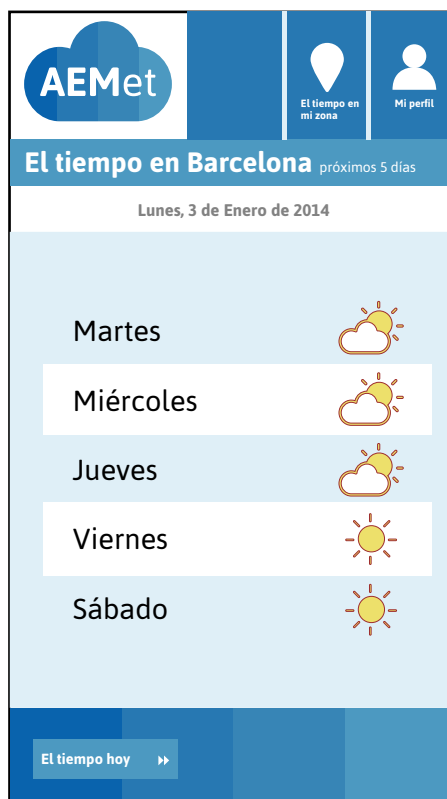 AEMet
El tiempo en
mi zona
Mi perfil
El tiempo en Barcelona próximos 5 días
Lunes, 3 de Enero de 2014
Martes
Miércoles
Jueves
Viernes
Sábado
El tiempo hoy